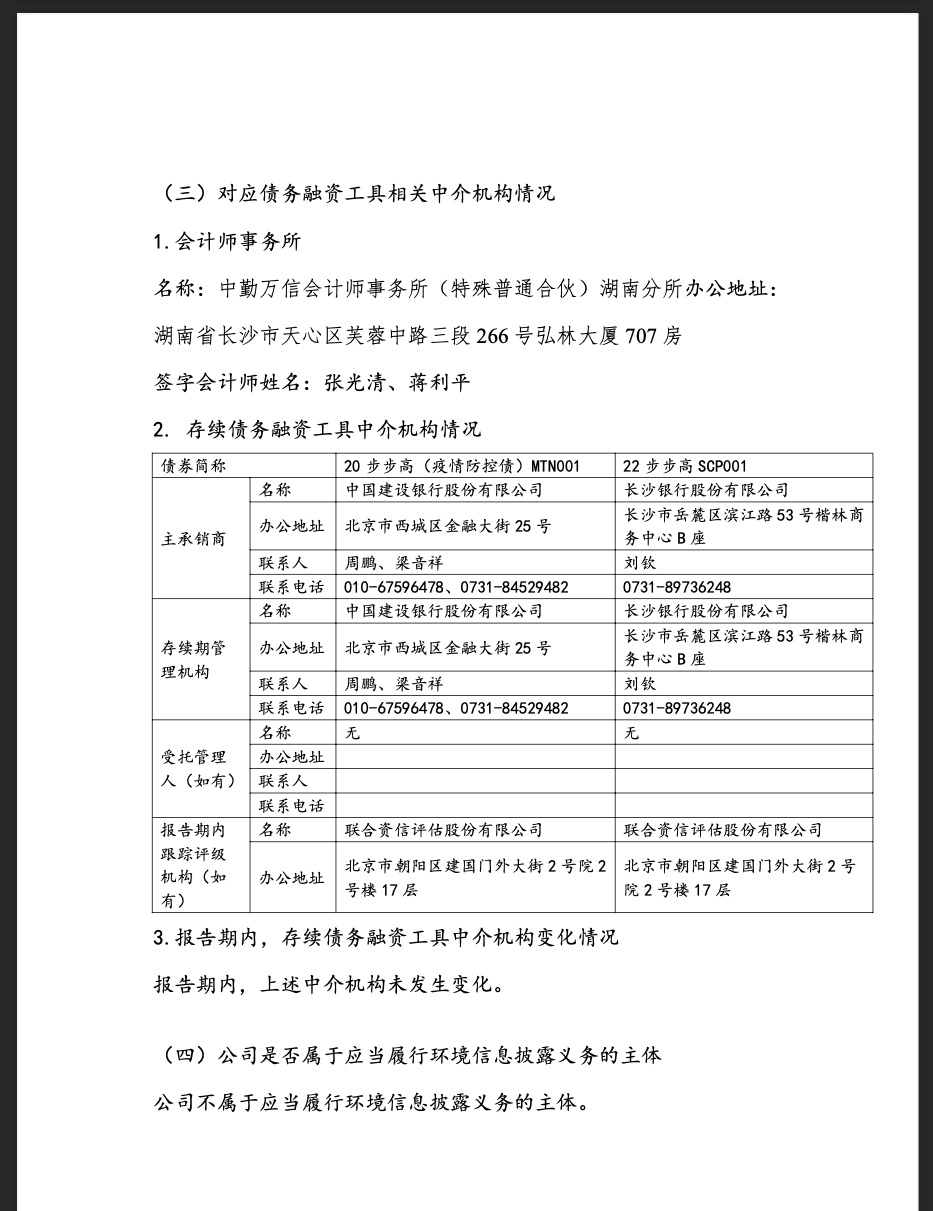 （三）对应债务融资工具相关中介机构情况
1.会计师事务所
名称：中勤万信会计师事务所（特殊普通合伙）湖南分所办公地址：
湖南省长沙市天心区芙蓉中路三段 266 号弘林大厦 707 房
签字会计师姓名：张光清、蒋利平
2. 存续债务融资工具中介机构情况
债券简称 20 步步高（疫情防控债）MTN001 22 步步高 SCP001
主承销商
名称 中国建设银行股份有限公司 长沙银行股份有限公司
办公地址 北京市西城区金融大街 25 号 长沙市岳麓区滨江路 53 号楷林商
务中心 B 座
联系人 周鹏、梁音祥 刘钦
联系电话 010-67596478、0731-84529482 0731-89736248
存续期管
理机构
名称 中国建设银行股份有限公司 长沙银行股份有限公司
办公地址 北京市西城区金融大街 25 号 长沙市岳麓区滨江路 53 号楷林商
务中心 B 座
联系人 周鹏、梁音祥 刘钦
联系电话 010-67596478、0731-84529482 0731-89736248
受托管理
人（如有）
名称 无 无
办公地址
联系人
联系电话
报告期内
跟踪评级
机构（如
有）
名称 联合资信评估股份有限公司 联合资信评估股份有限公司
办公地址
北京市朝阳区建国门外大街 2 号院 2
号楼 17 层
北京市朝阳区建国门外大街 2 号
院 2 号楼 17 层
3.报告期内，存续债务融资工具中介机构变化情况
报告期内，上述中介机构未发生变化。
（四）公司是否属于应当履行环境信息披露义务的主体
公司不属于应当履行环境信息披露义务的主体。